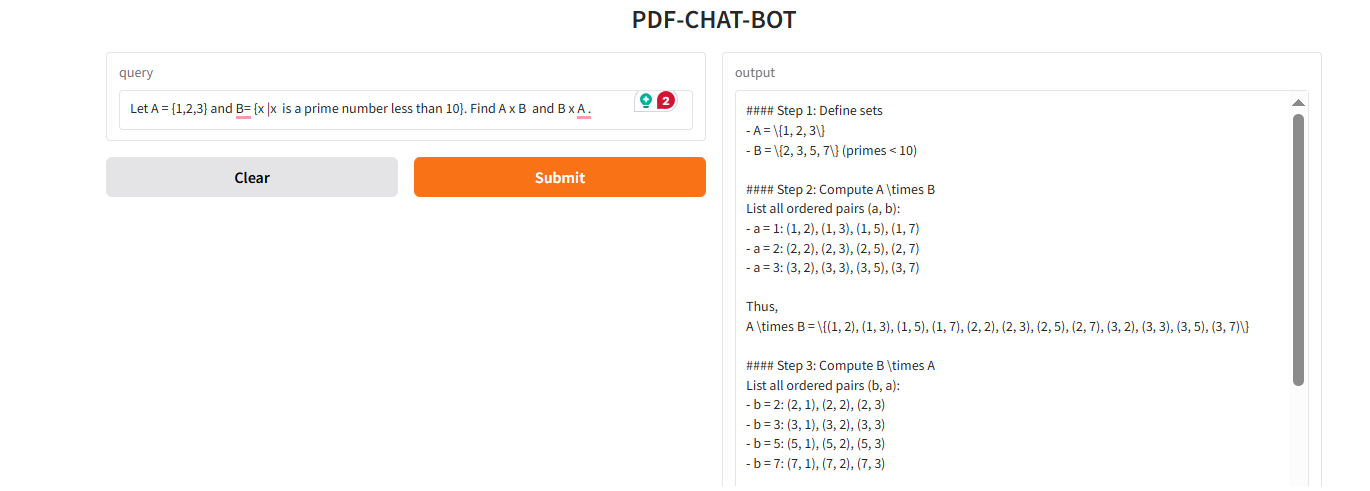 PDF-CHAT-BOT
query
Let A = {1,2,3} and B= {x |x is a prime number less than 10}. Find A x B and B x A .
2
Clear
Submit
output
#### Step 1: Define sets
- A = \{1, 2, 3\}
- B = \{2, 3, 5, 7\} (primes < 10)
#### Step 2: Compute A \times B
List all ordered pairs (a, b):
- a = 1: (1, 2), (1, 3), (1, 5), (1, 7)
- a = 2: (2, 2), (2, 3), (2, 5), (2, 7)
- a = 3: (3, 2), (3, 3), (3, 5), (3, 7)
Thus,
A \times B = \{(1, 2), (1, 3), (1, 5), (1, 7), (2, 2), (2, 3), (2, 5), (2, 7), (3, 2), (3, 3), (3, 5), (3, 7)\}
#### Step 3: Compute B \times A
List all ordered pairs (b, a):
- b = 2: (2, 1), (2, 2), (2, 3)
- b = 3: (3, 1), (3, 2), (3, 3)
- b = 5: (5, 1), (5, 2), (5, 3)
- b = 7: (7, 1), (7, 2), (7, 3)